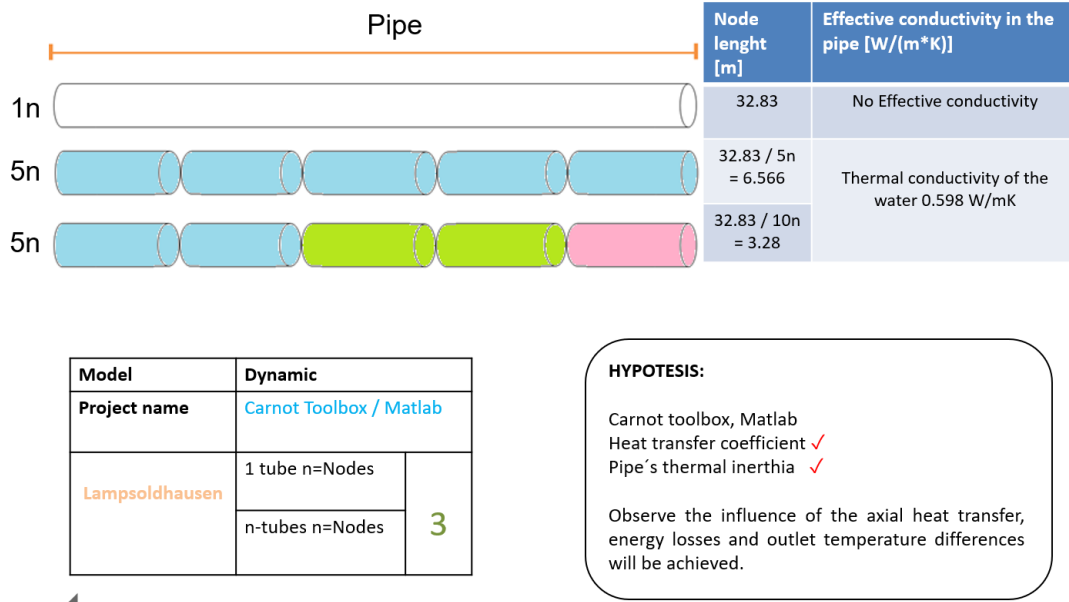 Pipe
1n
5n
5n
Node
lenght
[m]
Effective conductivity in the
pipe [W/(m*K)]
32.83
No Effective conductivity
32.83 / 5n
= 6.566
Thermal conductivity of the
water 0.598 W/mK
32.83 / 10n
= 3.28
Model
Dynamic
Project name
Carnot Toolbox / Matlab
Lampsoldhausen
1 tube n=Nodes
n-tubes n=Nodes
3
HYPOTESIS:
Carnot toolbox, Matlab
Heat transfer coefficient ✓
Pipe´s thermal inerthia ✓
Observe the influence of the axial heat transfer,
energy losses and outlet temperature differences
will be achieved.